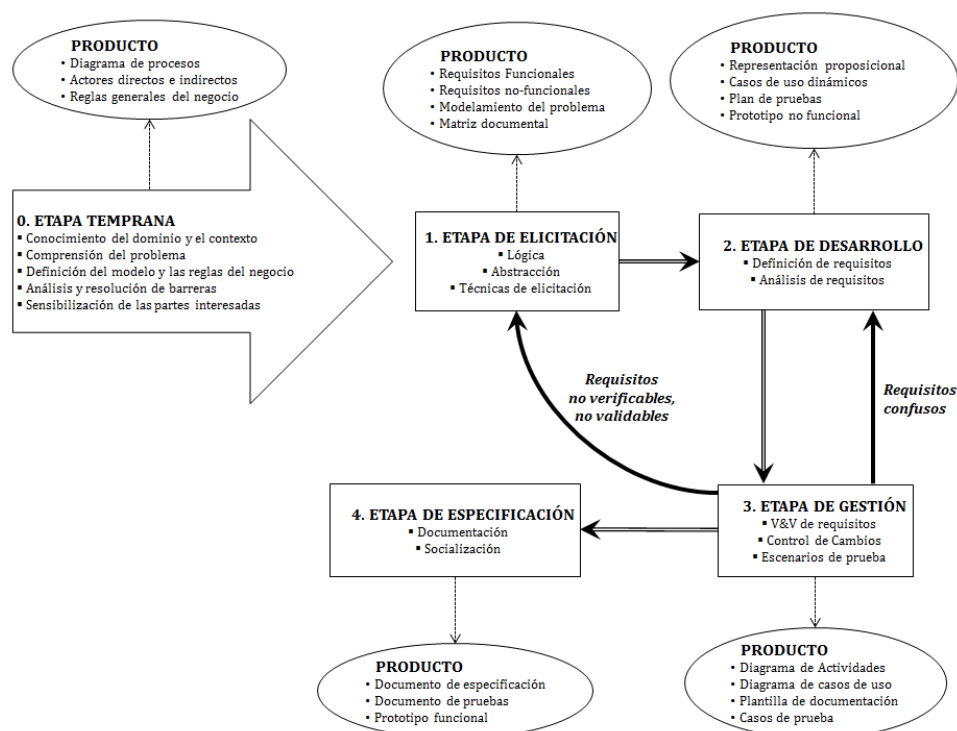 PRODUCTO
• Diagrama de procesos
• Actores directos e indirectos
• Reglas generales del negocio
PRODUCTO
• Requisitos Funcionales
• Requisitos no-funcionales
• Modelamiento del problema
• Matriz documental
PRODUCTO
• Representación proposicional
• Casos de uso dinámicos
• Plan de pruebas
• Prototipo no funcional
0. ETAPA TEMPRANA
▪ Conocimiento del dominio y el contexto
▪ Comprensión del problema
▪ Definición del modelo y las reglas del negocio
▪ Análisis y resolución de barreras
▪ Sensibilización de las partes interesadas
1. ETAPA DE ELICITACIÓN
▪ Lógica
▪ Abstracción
▪ Técnicas de elicitación
2. ETAPA DE DESARROLLO
▪ Definición de requisitos
▪ Análisis de requisitos
Requisitos
no verificables,
no validables
Requisitos
confusos
4. ETAPA DE ESPECIFICACIÓN
▪ Documentación
▪ Socialización
3. ETAPA DE GESTIÓN
▪ V&V de requisitos
▪ Control de Cambios
▪ Escenarios de prueba
PRODUCTO
• Documento de especificación
• Documento de pruebas
• Prototipo funcional
PRODUCTO
• Diagrama de Actividades
• Diagrama de casos de uso
• Plantilla de documentación
• Casos de prueba